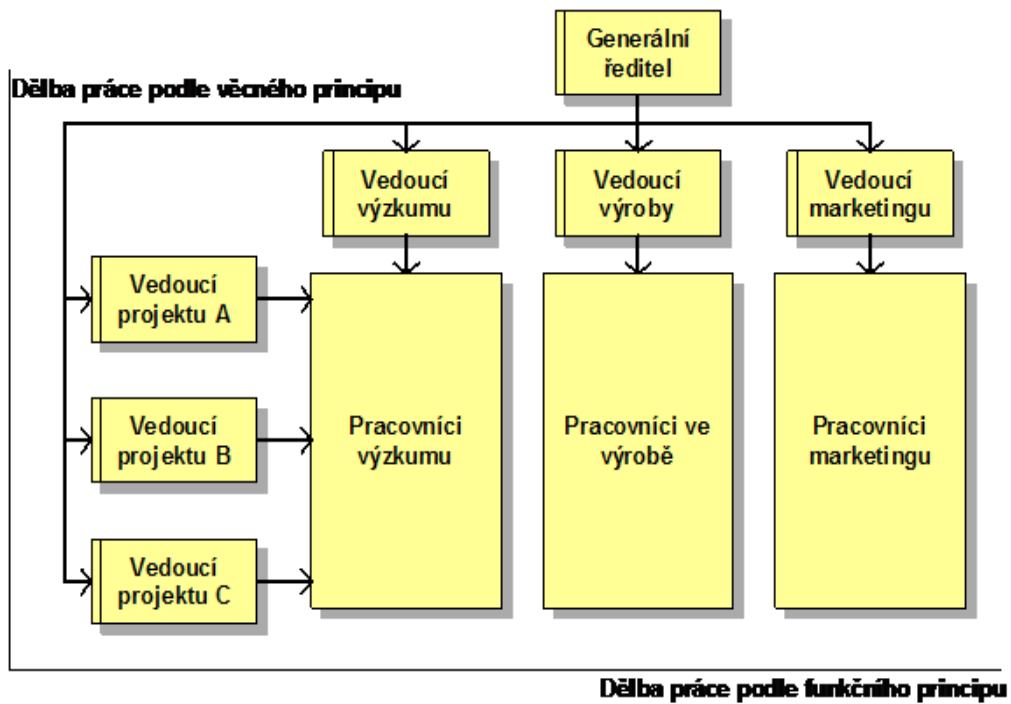 Generální
ředitel
Dělba práce podle věcného principu
Vedoucí
výzkumu
Vedoucí
výroby
Vedoucí
marketingu
Vedoucí
projektu A
Vedoucí
projektu B
Vedoucí
projektu C
Pracovníci
výzkumu
Pracovníci ve
výrobě
Pracovníci
marketingu
Dělba práce podle funkčního principu